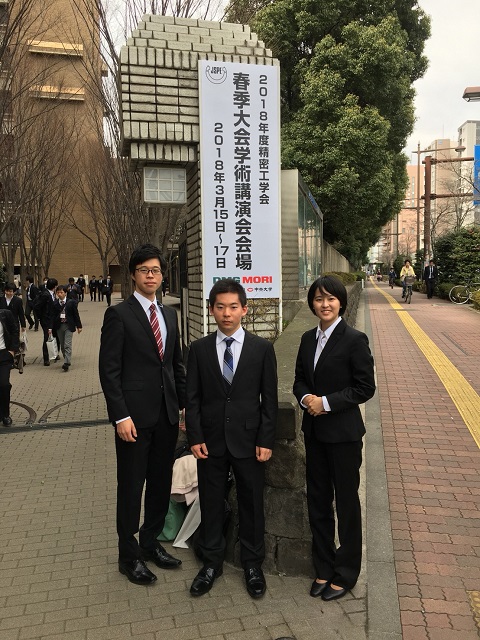 JSPE
2018年度精密工学会
春季大会学術講演会会場
2018年3月15日～17日
MORI
中央大学